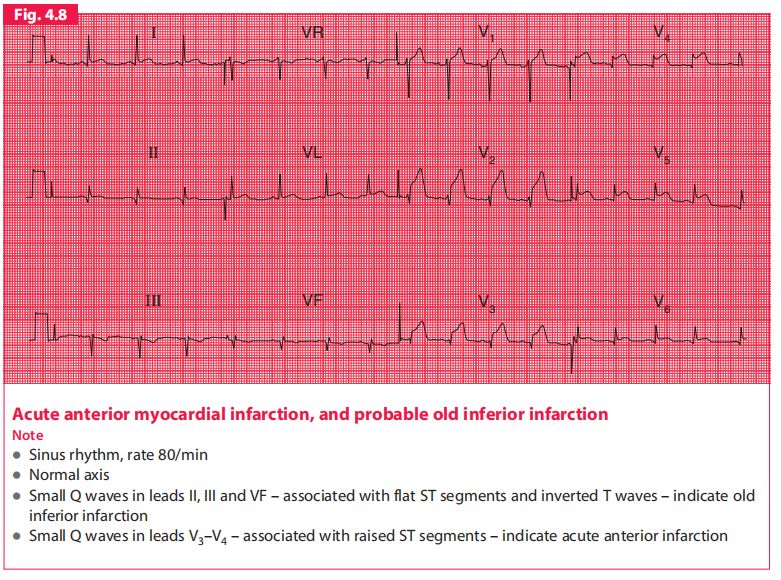 Fig. 4.8
I VR V₁ V₄
II VL V₂ V₅
III VF V₃ V₆
Acute anterior myocardial infarction, and probable old inferior infarction
Note
● Sinus rhythm, rate 80/min
● Normal axis
● Small Q waves in leads II, III and VF – associated with flat ST segments and inverted T waves – indicate old
inferior infarction
● Small Q waves in leads V₃–V₄ – associated with raised ST segments – indicate acute anterior infarction